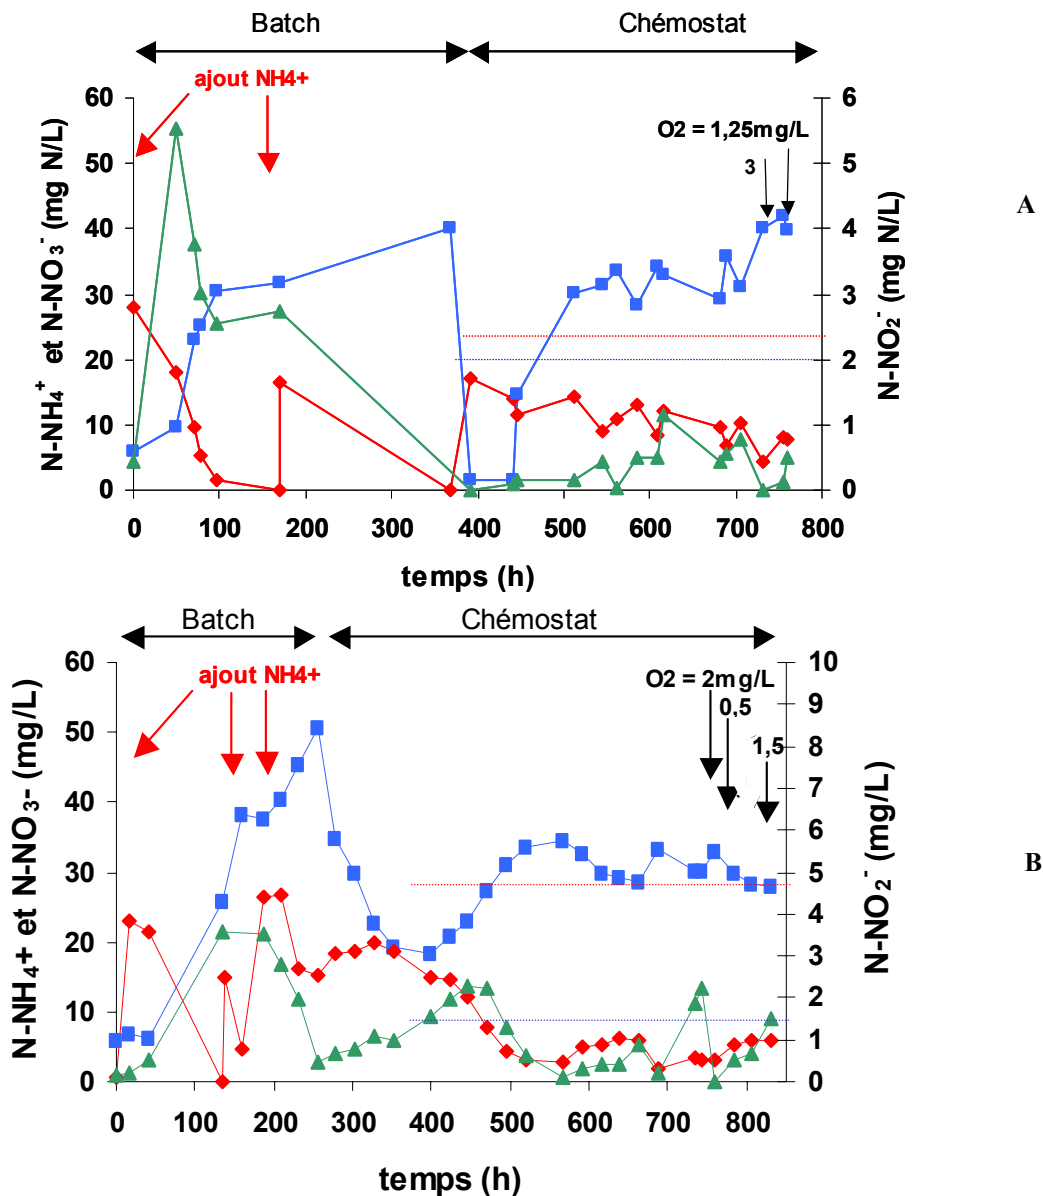 Batch Chémostat
ajout NH4+
60 6
O2 = 1,25mg/L
50 3 5
A
40 4
30 3
20 2
10 1
0 0
0 100 200 300 400 500 600 700 800
temps (h)
N-NH4+ et N-NO3- (mg N/L)
N-NO2- (mg N/L)
Batch Chémostat
60 10
ajout NH4+ O2 = 2mg/L
0,5
9
50 1,5
8
7
40
6
B
30 5
4
20
3
2
10
1
0 0
0 100 200 300 400 500 600 700 800
temps (h)
N-NH4+ et N-NO3- (mg/L)
N-NO2- (mg/L)